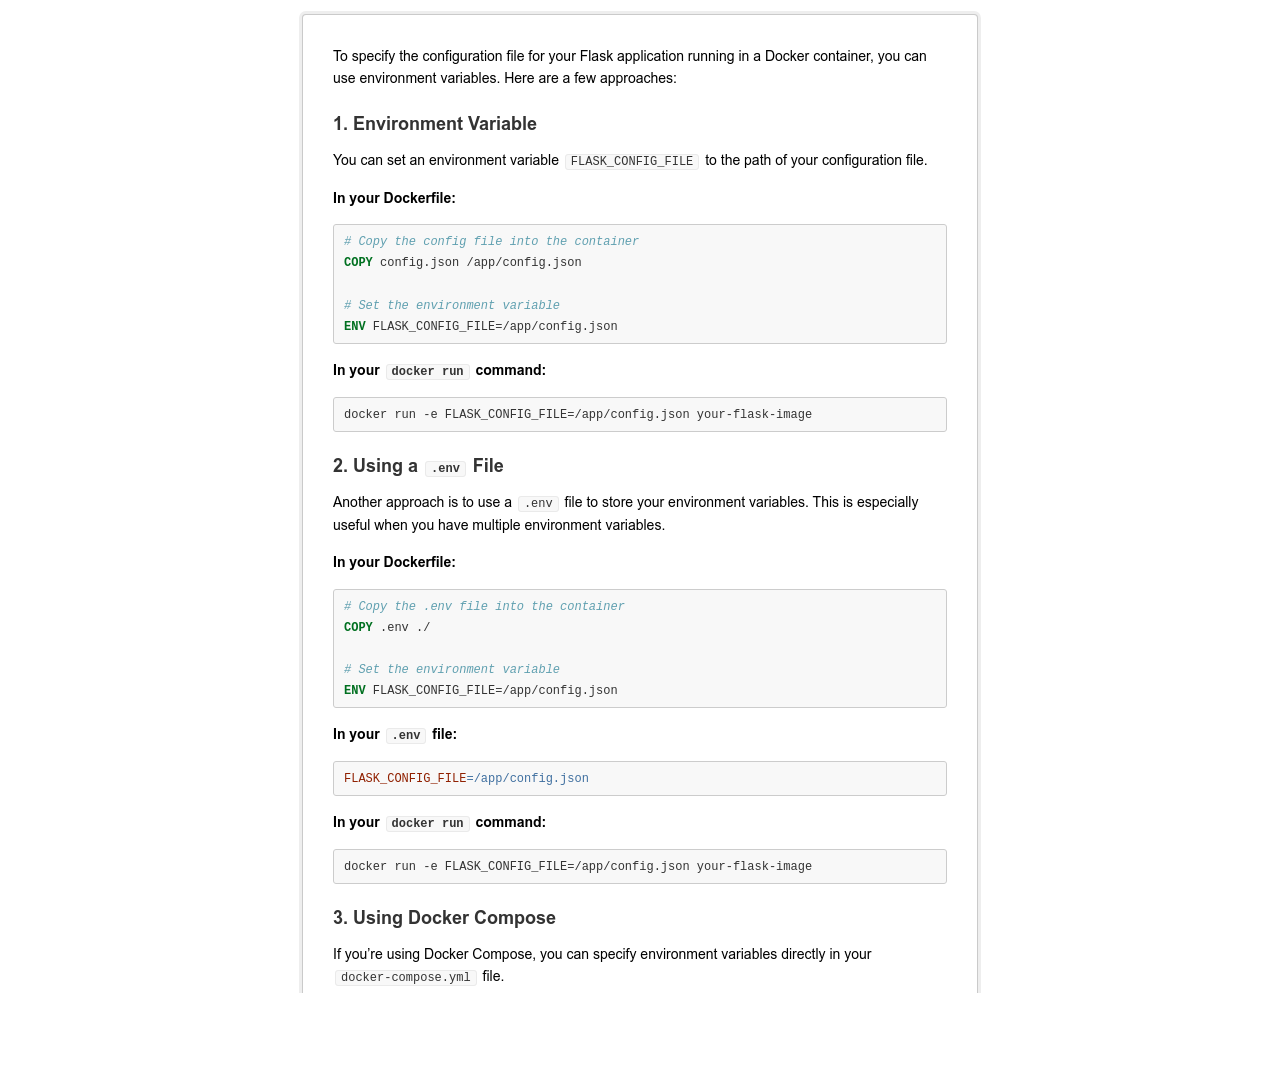 To specify the configuration file for your Flask application running in a Docker container, you can
use environment variables. Here are a few approaches:
1. Environment Variable
You can set an environment variable FLASK_CONFIG_FILE to the path of your configuration file.
In your Dockerfile:
# Copy the config file into the container
COPY config.json /app/config.json
# Set the environment variable
ENV FLASK_CONFIG_FILE=/app/config.json
In your docker run command:
docker run -e FLASK_CONFIG_FILE=/app/config.json your-flask-image
2. Using a .env File
Another approach is to use a .env file to store your environment variables. This is especially
useful when you have multiple environment variables.
In your Dockerfile:
# Copy the .env file into the container
COPY .env ./
# Set the environment variable
ENV FLASK_CONFIG_FILE=/app/config.json
In your .env file:
FLASK_CONFIG_FILE=/app/config.json
In your docker run command:
docker run -e FLASK_CONFIG_FILE=/app/config.json your-flask-image
3. Using Docker Compose
If you’re using Docker Compose, you can specify environment variables directly in your
docker-compose.yml file.